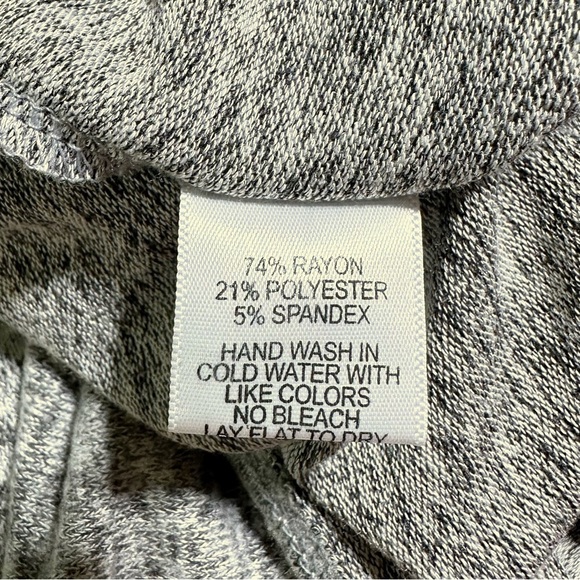 74% RAYON
21% POLYESTER
5% SPANDEX
HAND WASH IN
COLD WATER WITH
LIKE COLORS
NO BLEACH
LAY FLAT TO DRY